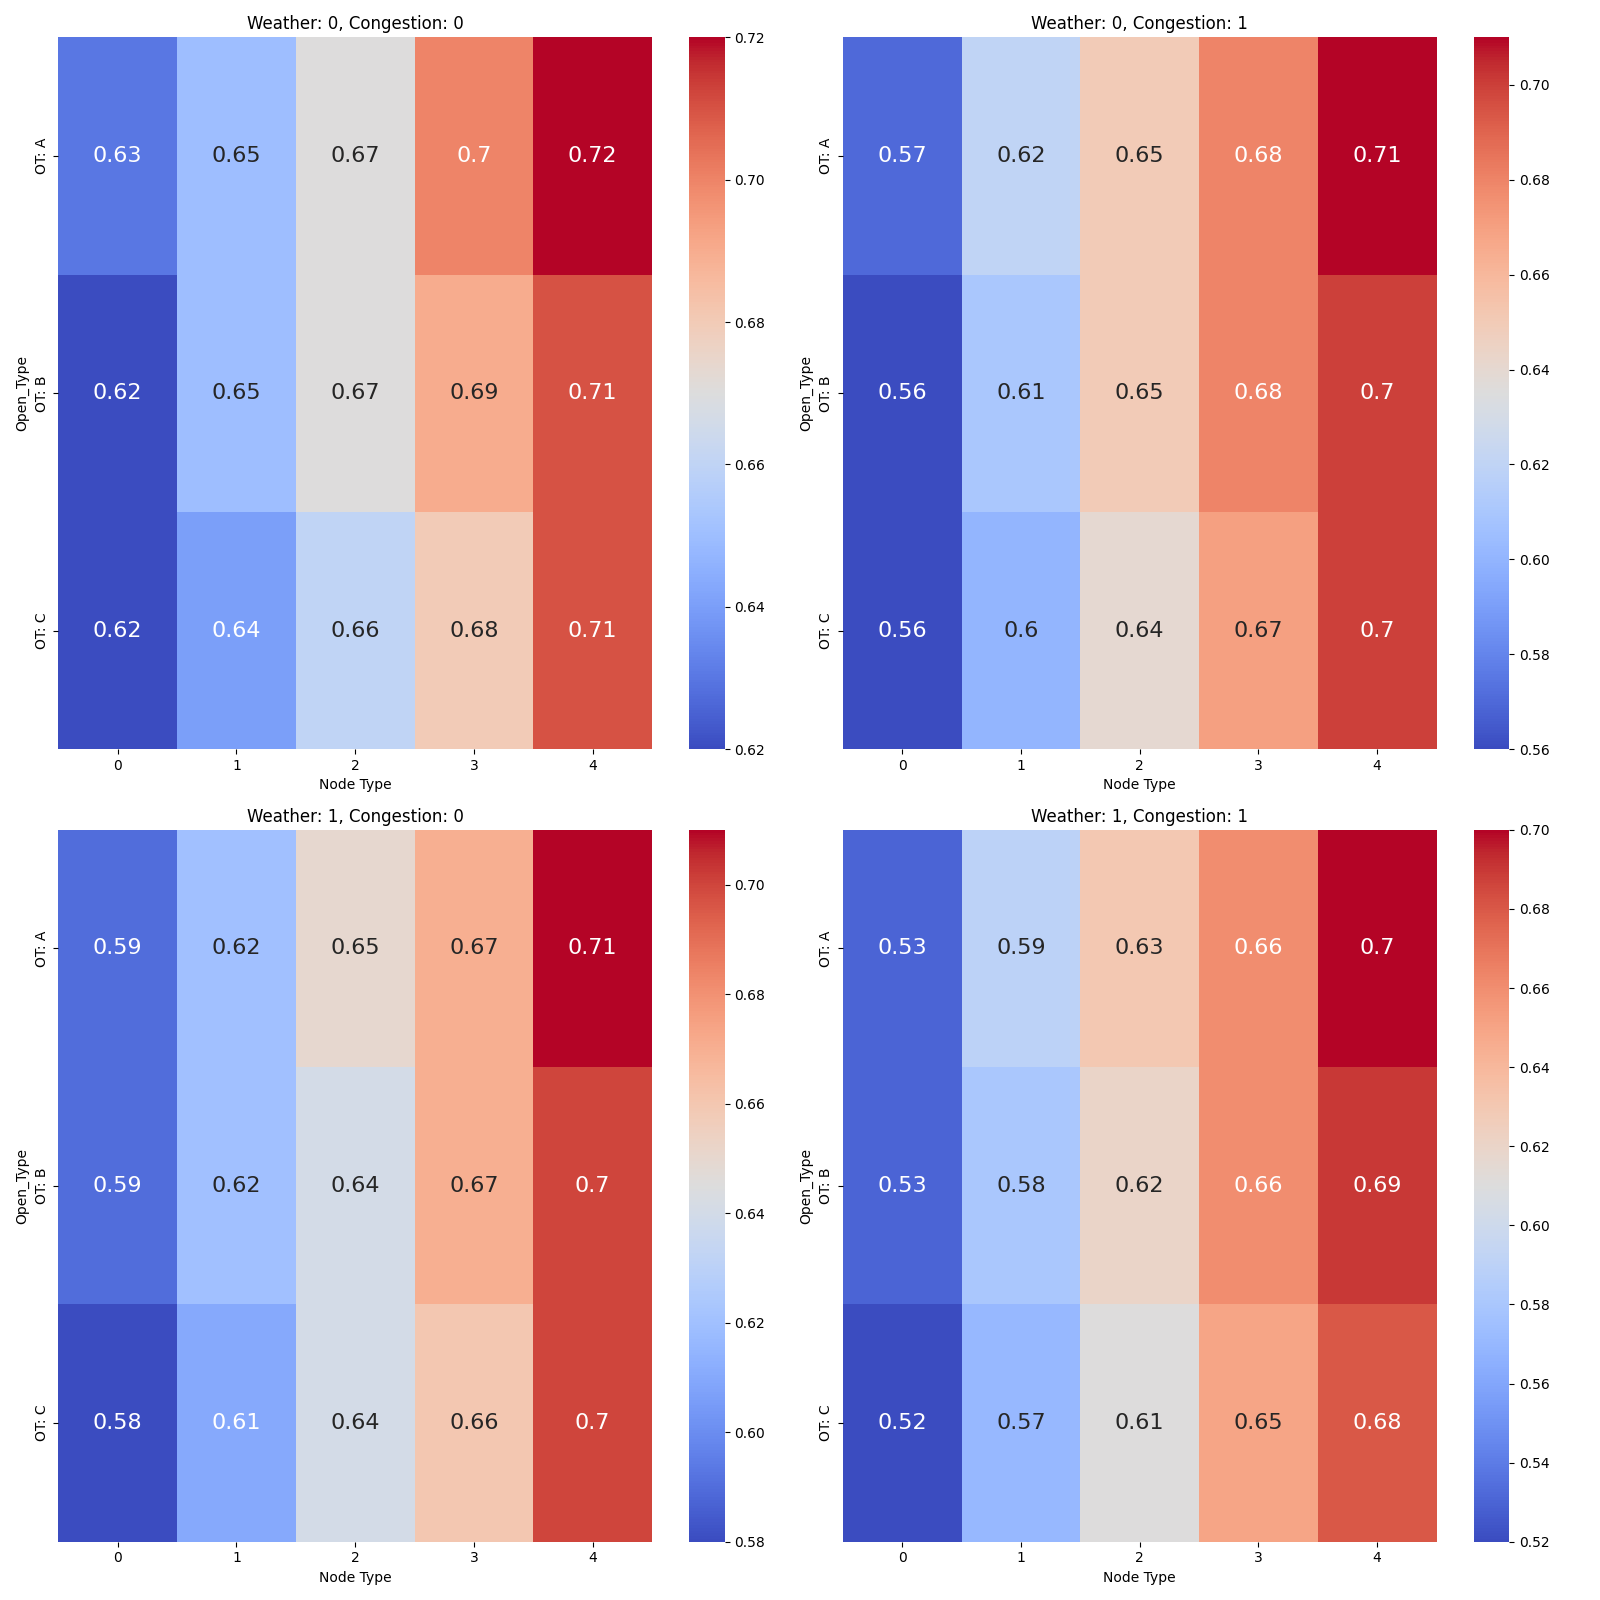 Weather: 0, Congestion: 0
OT: A
0.63 0.65 0.67 0.7 0.72
OT: B
0.62 0.65 0.67 0.69 0.71
OT: C
0.62 0.64 0.66 0.68 0.71
Open_Type
0 1 2 3 4
Node Type
0.72
0.70
0.68
0.66
0.64
0.62
Weather: 0, Congestion: 1
OT: A
0.57 0.62 0.65 0.68 0.71
OT: B
0.56 0.61 0.65 0.68 0.7
OT: C
0.56 0.6 0.64 0.67 0.7
Open_Type
0 1 2 3 4
Node Type
0.70
0.68
0.66
0.64
0.62
0.60
0.58
0.56
Weather: 1, Congestion: 0
OT: A
0.59 0.62 0.65 0.67 0.71
OT: B
0.59 0.62 0.64 0.67 0.7
OT: C
0.58 0.61 0.64 0.66 0.7
Open_Type
0 1 2 3 4
Node Type
0.70
0.68
0.66
0.64
0.62
0.60
0.58
Weather: 1, Congestion: 1
OT: A
0.53 0.59 0.63 0.66 0.7
OT: B
0.53 0.58 0.62 0.66 0.69
OT: C
0.52 0.57 0.61 0.65 0.68
Open_Type
0 1 2 3 4
Node Type
0.70
0.68
0.66
0.64
0.62
0.60
0.58
0.56
0.54
0.52